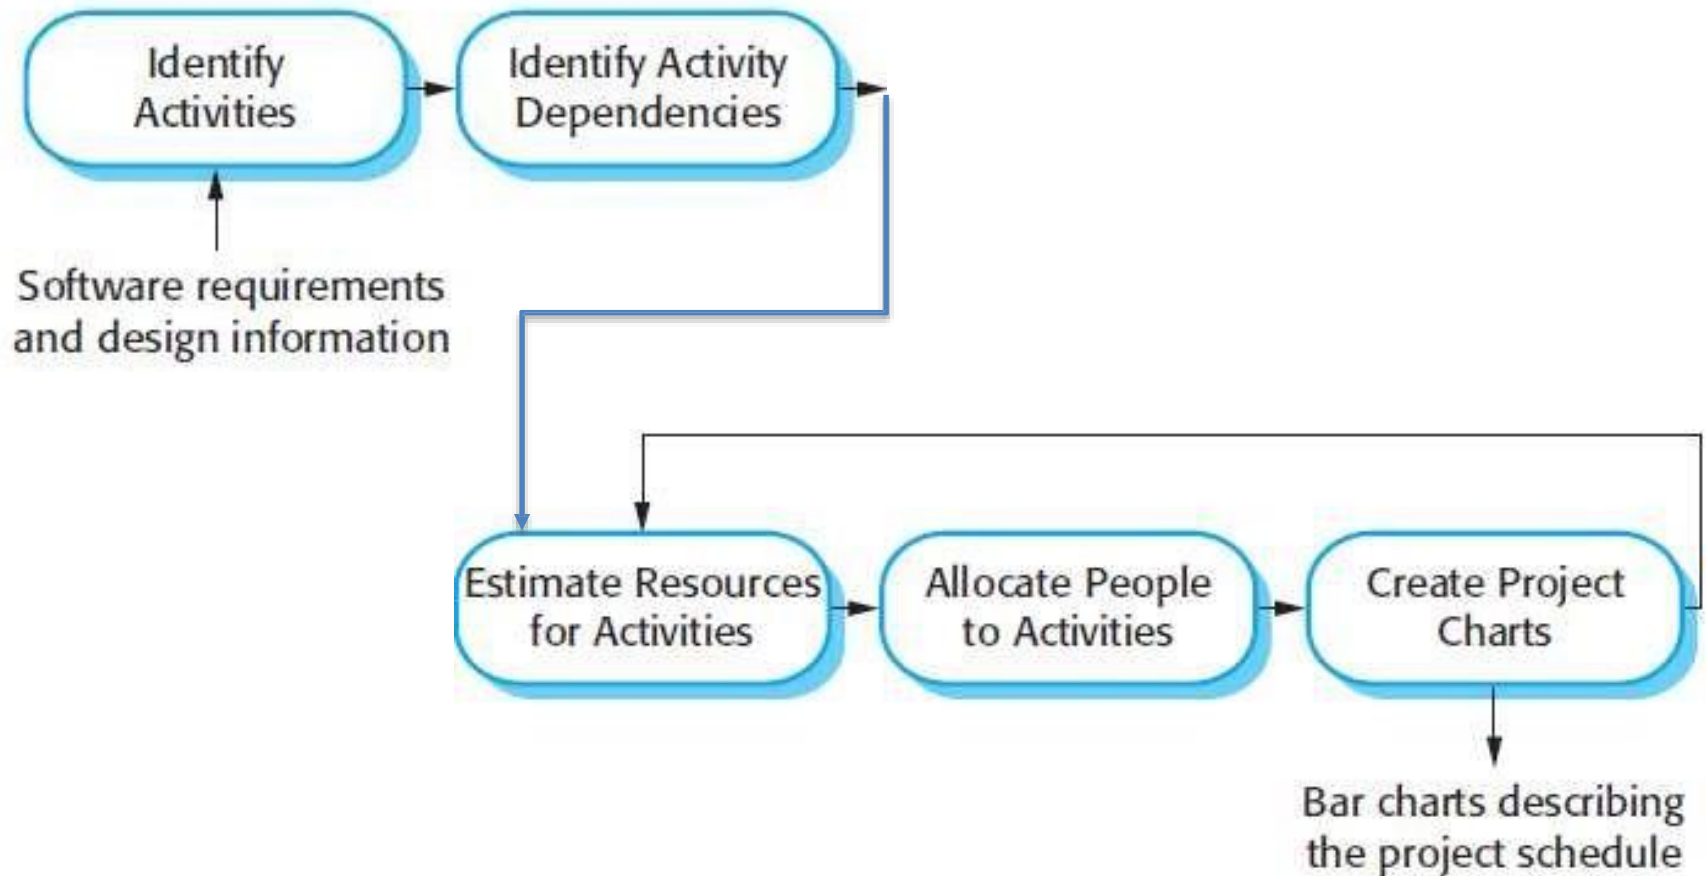 Identify
Activities
Identify Activity
Dependencies
Software requirements
and design information
Estimate Resources
for Activities
Allocate People
to Activities
Create Project
Charts
Bar charts describing
the project schedule